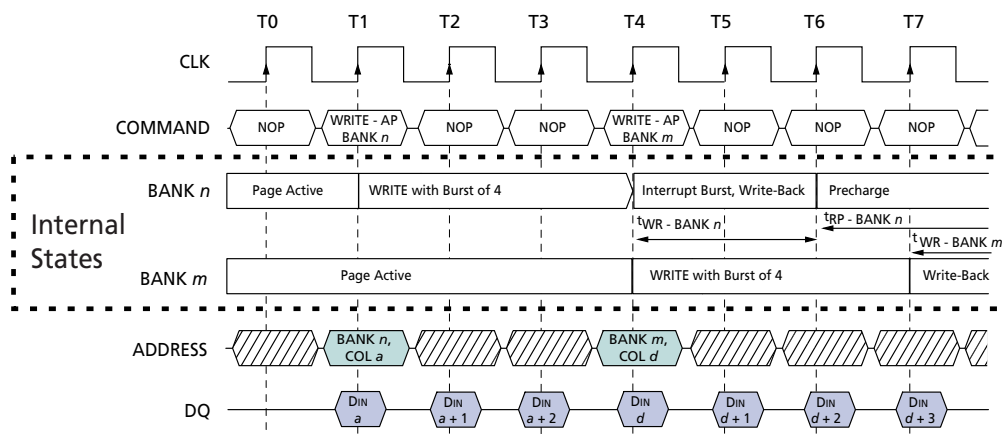 T0 T1 T2 T3 T4 T5 T6 T7
CLK
COMMAND NOP WRITE - AP BANK n NOP NOP WRITE - AP BANK m NOP NOP NOP
Internal States
BANK n Page Active WRITE with Burst of 4 Interrupt Burst, Write-Back Precharge
tWR - BANK n tRP - BANK n
tWR - BANK m
BANK m Page Active WRITE with Burst of 4 Write-Back
ADDRESS BANK n, COL a BANK m, COL d
DQ DIN a DIN a + 1 DIN a + 2 DIN d DIN d + 1 DIN d + 2 DIN d + 3